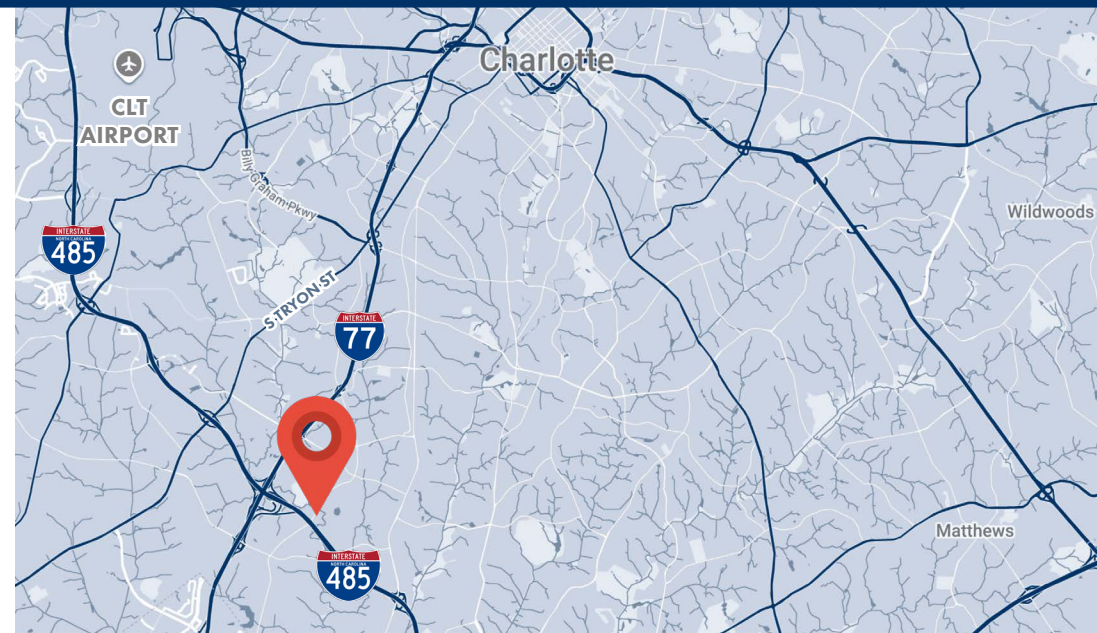 Charlotte
CLT
AIRPORT
Billy Graham Pkwy
Wildwoods
INTERSTATE
NORTH CAROLINA
485
S TRYON ST
INTERSTATE
77
Matthews
INTERSTATE
NORTH CAROLINA
485